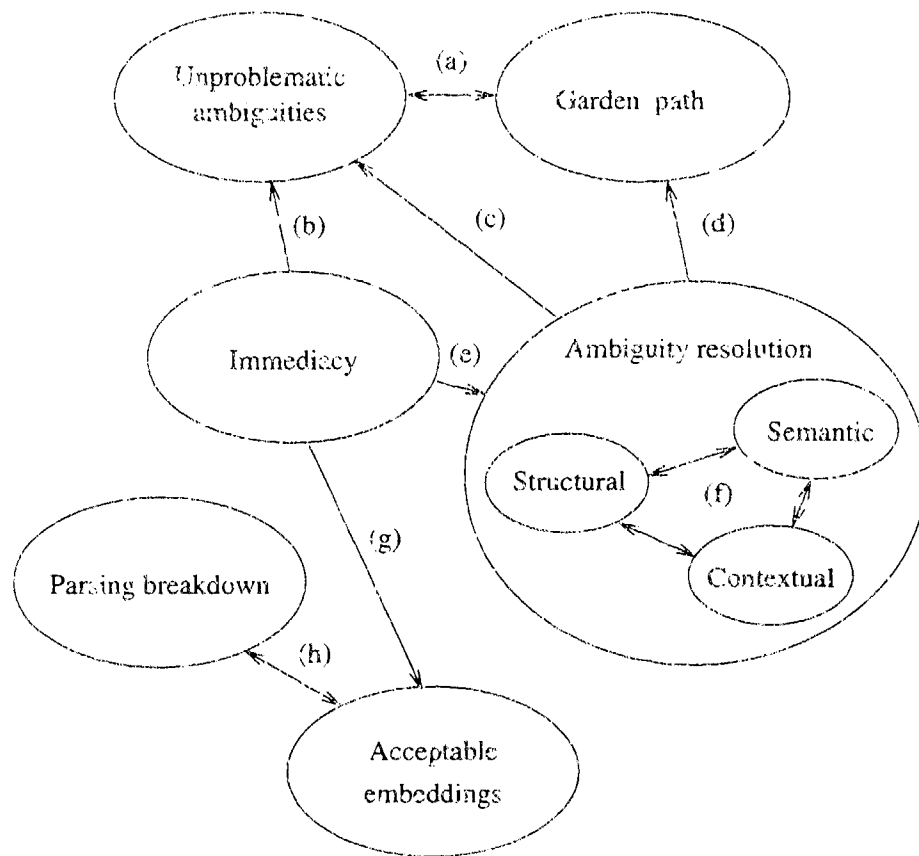 Unproblematic
ambiguities
(a)
Garden path
(b)
(c)
(d)
Immediacy
(e)
Ambiguity resolution
Semantic
Structural
(f)
Contextual
(g)
Parsing breakdown
(h)
Acceptable
embeddings